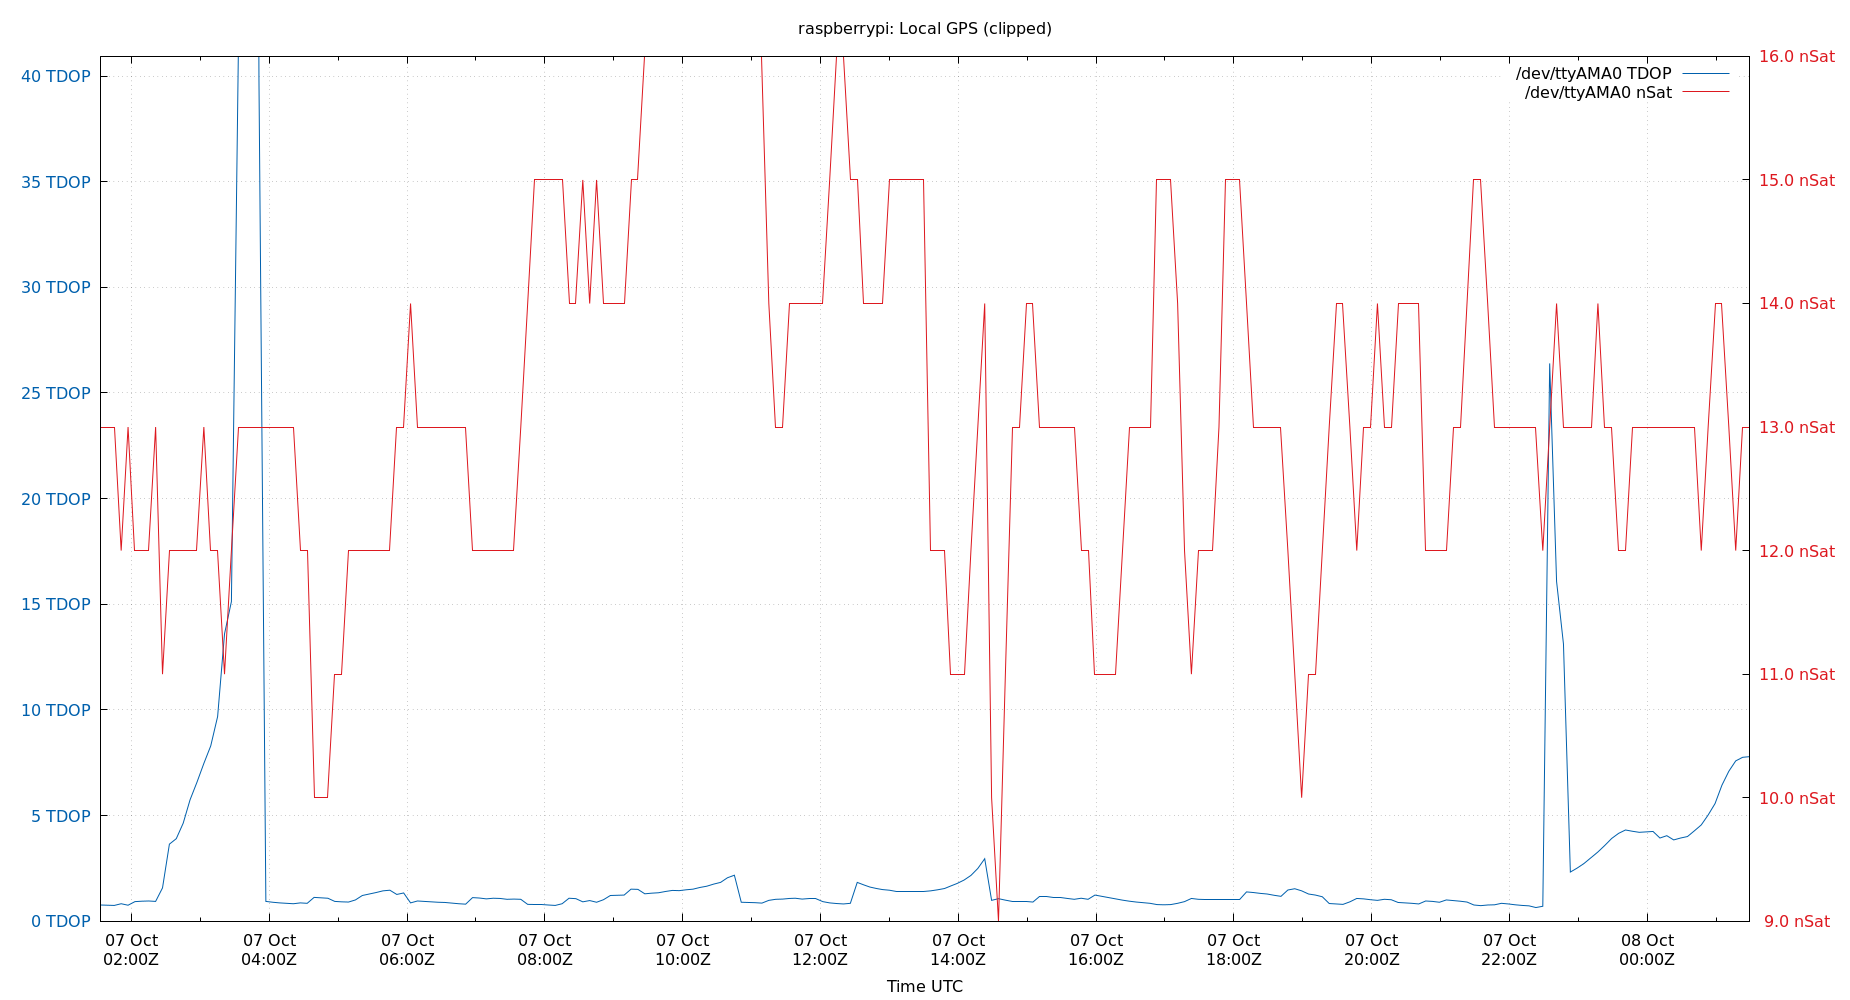 raspberrypi: Local GPS (clipped)
/dev/ttyAMA0 TDOP
/dev/ttyAMA0 nSat
40 TDOP
35 TDOP
30 TDOP
25 TDOP
20 TDOP
15 TDOP
10 TDOP
5 TDOP
0 TDOP
16.0 nSat
15.0 nSat
14.0 nSat
13.0 nSat
12.0 nSat
11.0 nSat
10.0 nSat
9.0 nSat
07 Oct 07 Oct 07 Oct 07 Oct 07 Oct 07 Oct 07 Oct 07 Oct 07 Oct 07 Oct 07 Oct 08 Oct
02:00Z 04:00Z 06:00Z 08:00Z 10:00Z 12:00Z 14:00Z 16:00Z 18:00Z 20:00Z 22:00Z 00:00Z
Time UTC